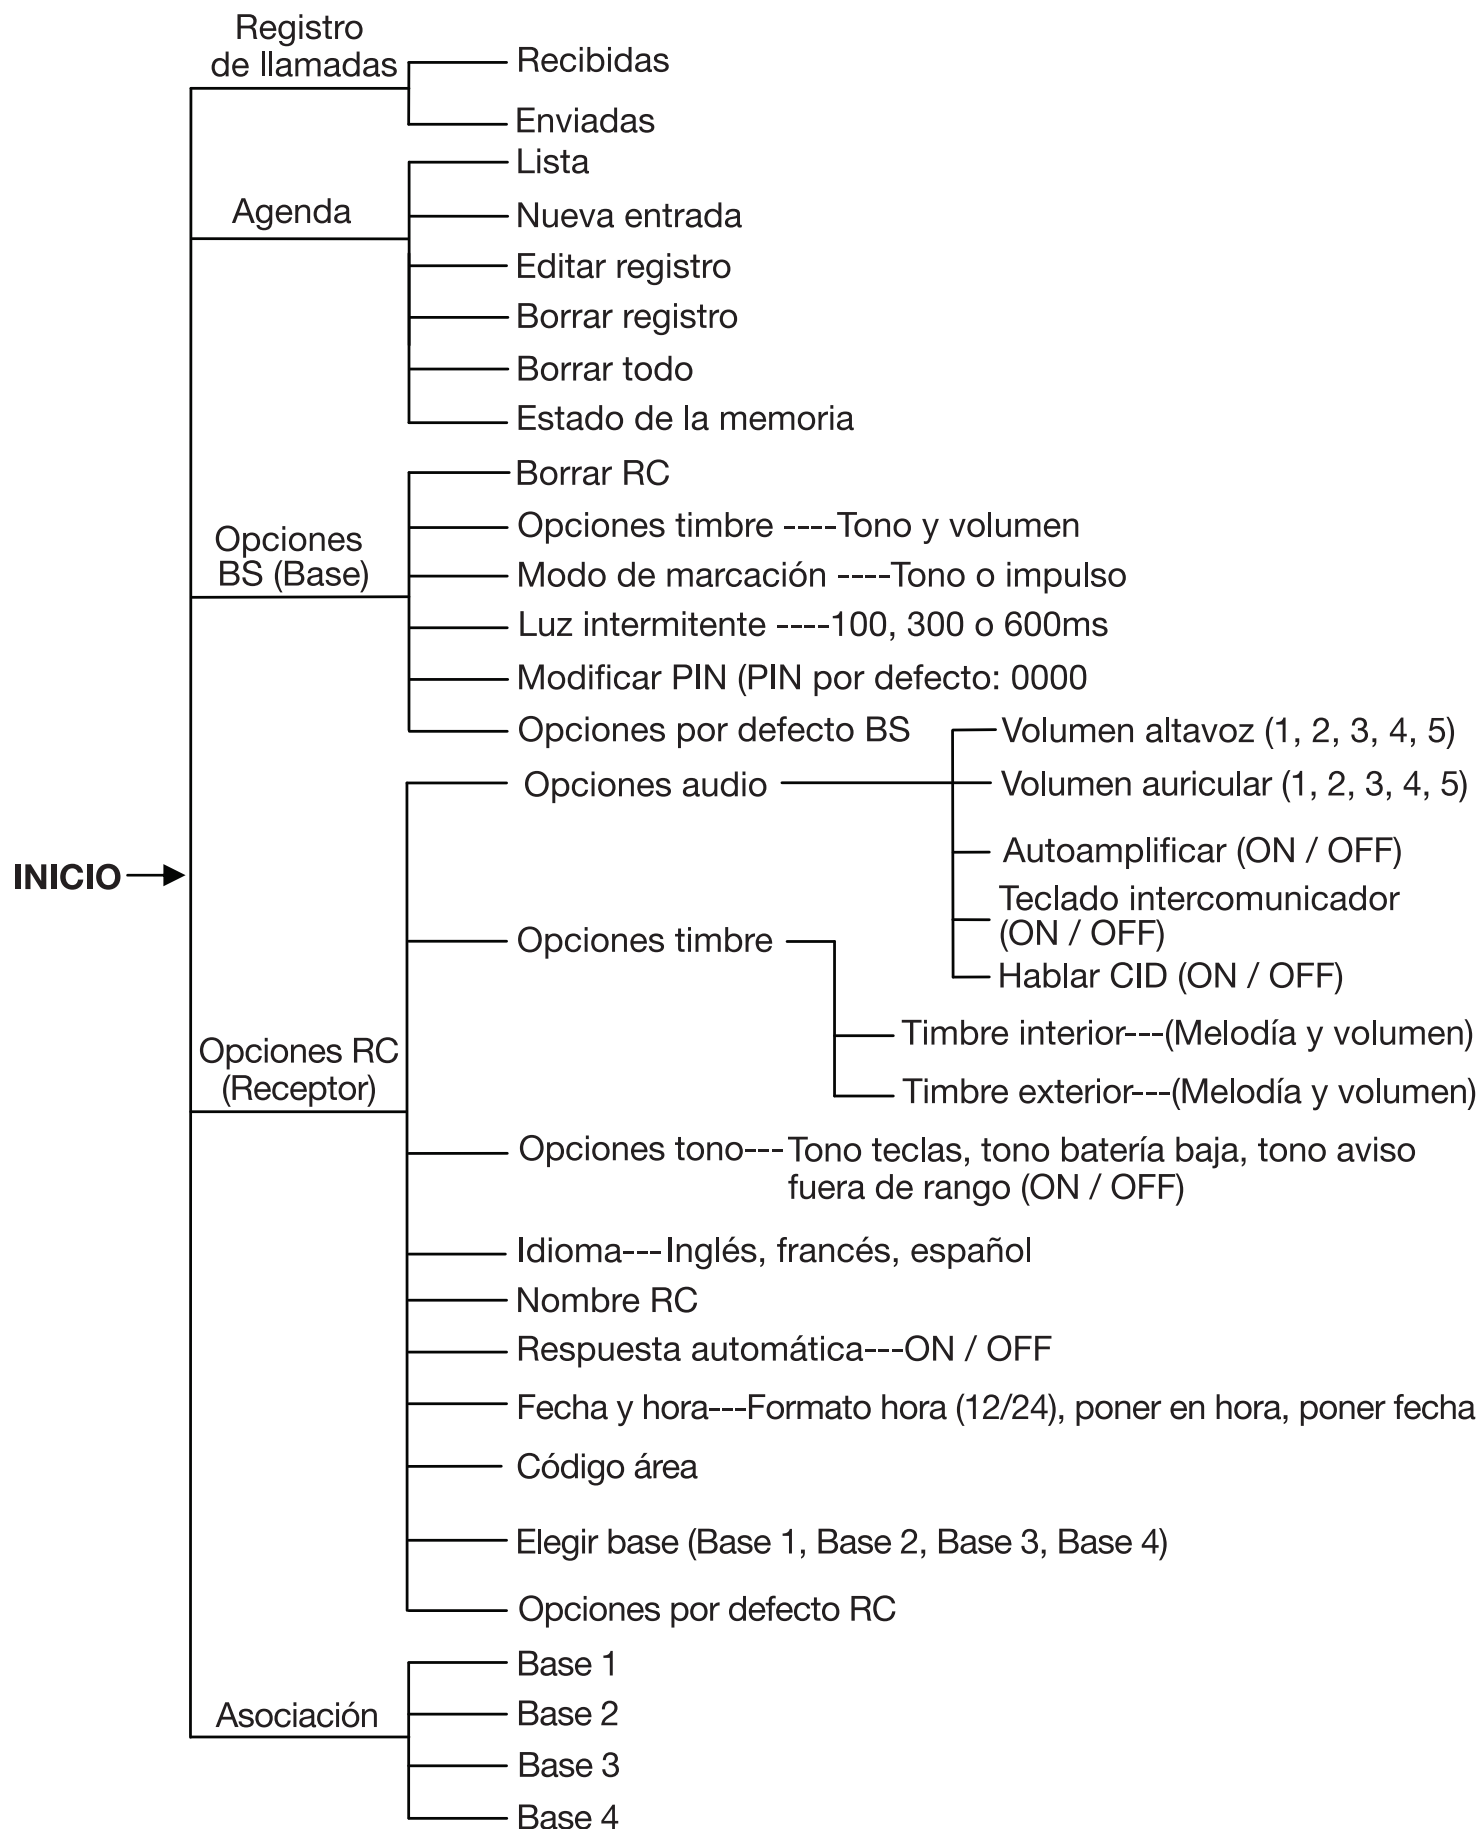 Registro
de llamadas
Recibidas
Enviadas
Agenda
Lista
Nueva entrada
Editar registro
Borrar registro
Borrar todo
Estado de la memoria
Opciones
BS (Base)
Borrar RC
Opciones timbre ----Tono y volumen
Modo de marcación ----Tono o impulso
Luz intermitente ----100, 300 o 600ms
Modificar PIN (PIN por defecto: 0000
Opciones por defecto BS
INICIO
Opciones RC
(Receptor)
Opciones audio
Volumen altavoz (1, 2, 3, 4, 5)
Volumen auricular (1, 2, 3, 4, 5)
Autoamplificar (ON / OFF)
Teclado intercomunicador
(ON / OFF)
Hablar CID (ON / OFF)
Opciones timbre
Timbre interior---(Melodía y volumen)
Timbre exterior---(Melodía y volumen)
Opciones tono---Tono teclas, tono batería baja, tono aviso
fuera de rango (ON / OFF)
Idioma---Inglés, francés, español
Nombre RC
Respuesta automática---ON / OFF
Fecha y hora---Formato hora (12/24), poner en hora, poner fecha
Código área
Elegir base (Base 1, Base 2, Base 3, Base 4)
Opciones por defecto RC
Asociación
Base 1
Base 2
Base 3
Base 4